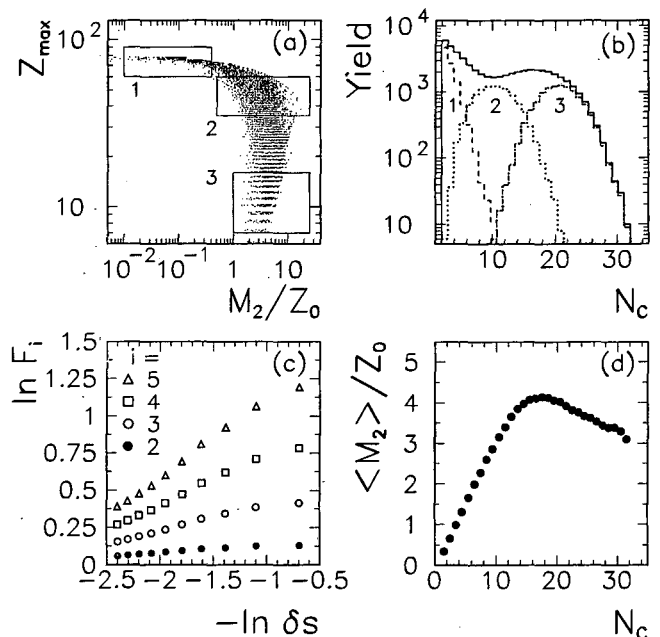 (a)
Z_max
10^2
10
1
2
3
10^-2 10^-1 1 10
M_2/Z_0
(b)
Yield
10^4
10^3
10^2
10
1 2 3
10 20 30
N_c
(c)
ln F_i
1.5
1.25
1
0.75
0.5
0.25
0
i =
△ 5
□ 4
○ 3
● 2
-2.5 -2 -1.5 -1 -0.5
-ln δs
(d)
<M_2>/Z_0
5
4
3
2
1
0
0 10 20 30
N_c